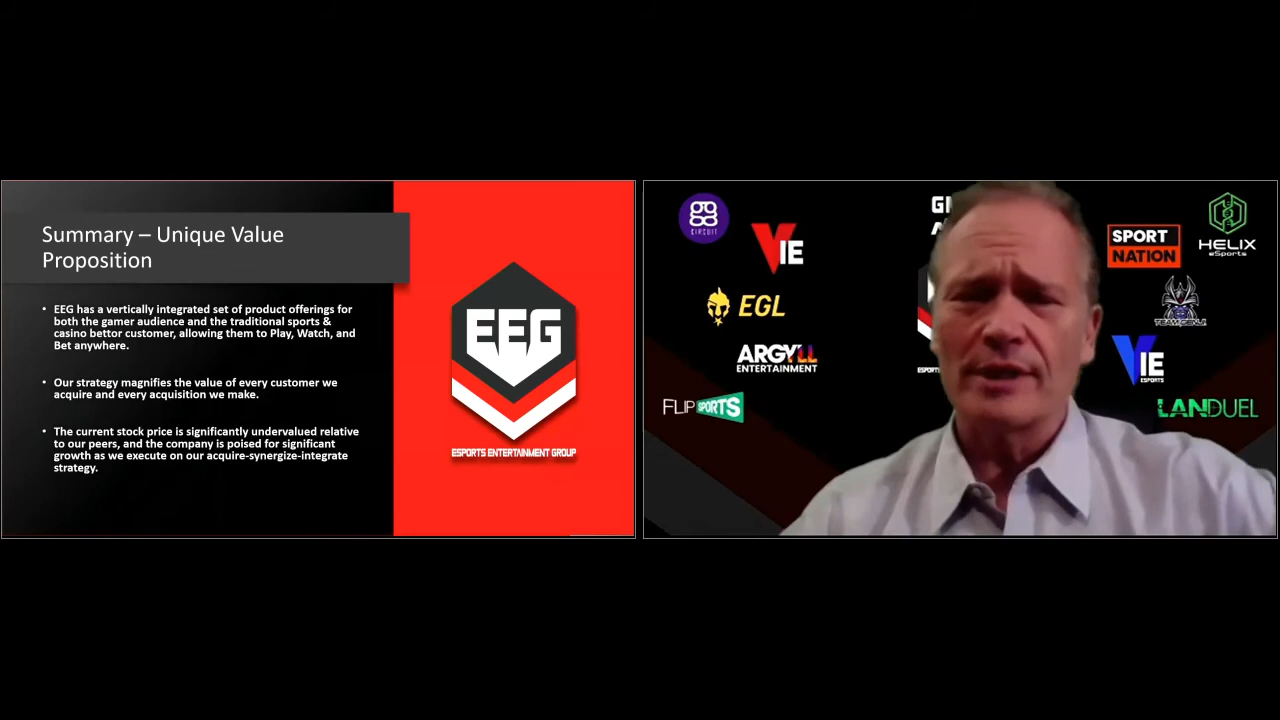 Summary – Unique Value
Proposition
• EEG has a vertically integrated set of product offerings for
both the gamer audience and the traditional sports &
casino bettor customer, allowing them to Play, Watch, and
Bet anywhere.
• Our strategy magnifies the value of every customer we
acquire and every acquisition we make.
• The current stock price is significantly undervalued relative
to our peers, and the company is poised for significant
growth as we execute on our acquire-synergize-integrate
strategy.
EEG
ESPORTS ENTERTAINMENT GROUP
CIRCUIT
VIE
EGL
ARGYLL
ENTERTAINMENT
FLIP SPORTS
ESPORTS
SPORT
NATION
HELIX
eSports
VIE
ESPORTS
LANDUEL